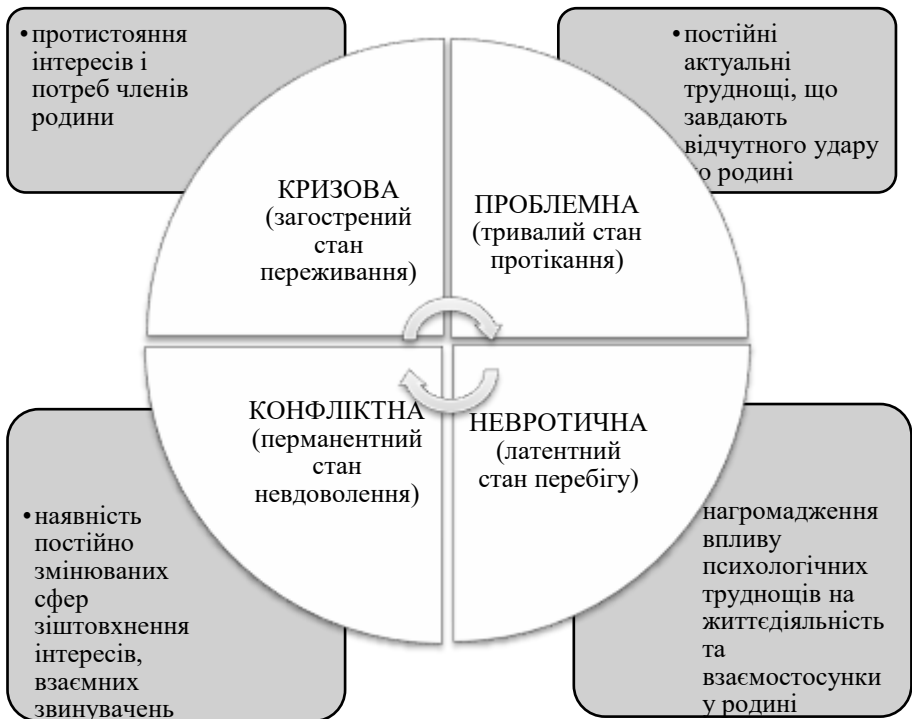 •протистояння
інтересів і
потреб членів
родини
•постійні
актуальні
труднощі, що
завдають
відчутного удару
о родині
КРИЗОВА
(загострений
стан
переживання)
ПРОБЛЕМНА
(тривалий стан
протікання)
КОНФЛІКТНА
(перманентний
стан
невдоволення)
НЕВРОТИЧНА
(латентний
стан перебігу)
•наявність
постійно
змінюваних
сфер
зіштовхнення
інтересів,
взаємних
звинувачень
нагромадження
впливу
психологічних
труднощів на
життєдіяльність
та
взаємостосунки
у родині